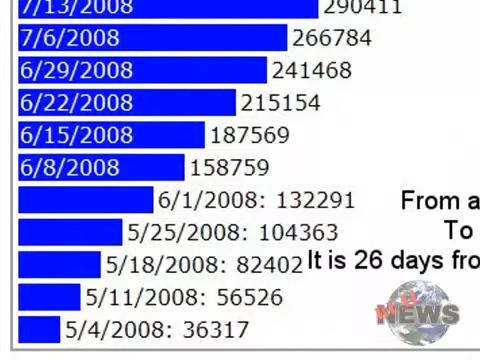 7/13/2008 290411
7/6/2008 266784
6/29/2008 241468
6/22/2008 215154
6/15/2008 187569
6/8/2008 158759
6/1/2008: 132291
From a
5/25/2008: 104363
To
5/18/2008: 82402
It is 26 days fro
5/11/2008: 56526
5/4/2008: 36317
NEWS